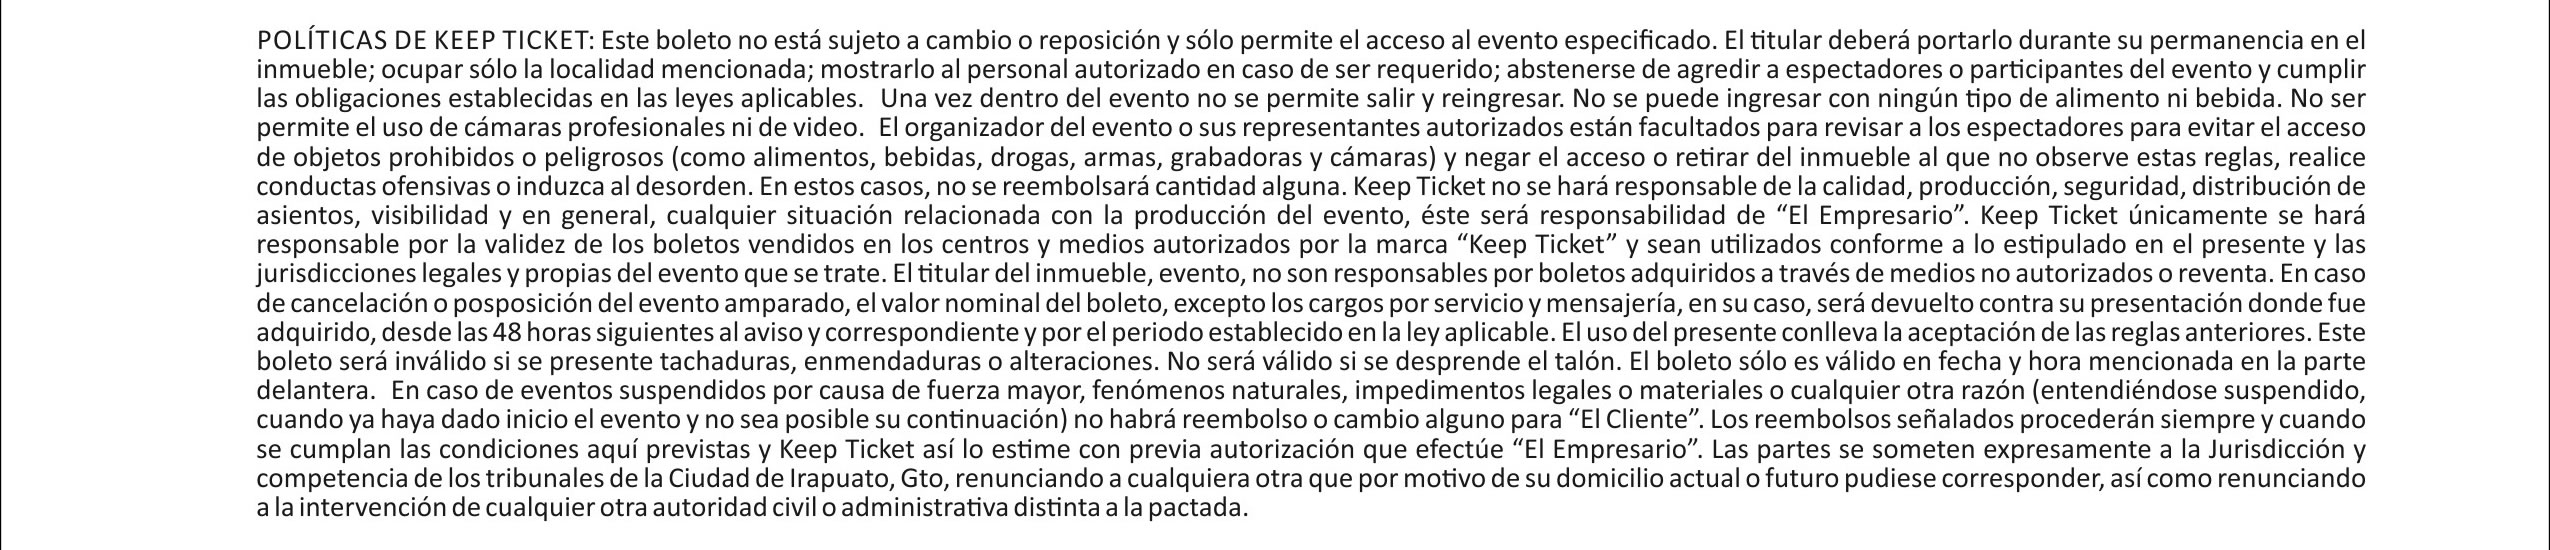 POLÍTICAS DE KEEP TICKET: Este boleto no está sujeto a cambio o reposición y sólo permite el acceso al evento especificado. El titular deberá portarlo durante su permanencia en el
inmueble; ocupar sólo la localidad mencionada; mostrarlo al personal autorizado en caso de ser requerido; abstenerse de agredir a espectadores o participantes del evento y cumplir
las obligaciones establecidas en las leyes aplicables.  Una vez dentro del evento no se permite salir y reingresar. No se puede ingresar con ningún tipo de alimento ni bebida. No ser
permite el uso de cámaras profesionales ni de video.  El organizador del evento o sus representantes autorizados están facultados para revisar a los espectadores para evitar el acceso
de objetos prohibidos o peligrosos (como alimentos, bebidas, drogas, armas, grabadoras y cámaras) y negar el acceso o retirar del inmueble al que no observe estas reglas, realice
conductas ofensivas o induzca al desorden. En estos casos, no se reembolsará cantidad alguna. Keep Ticket no se hará responsable de la calidad, producción, seguridad, distribución de
asientos, visibilidad y en general, cualquier situación relacionada con la producción del evento, éste será responsabilidad de “El Empresario”. Keep Ticket únicamente se hará
responsable por la validez de los boletos vendidos en los centros y medios autorizados por la marca “Keep Ticket” y sean utilizados conforme a lo estipulado en el presente y las
jurisdicciones legales y propias del evento que se trate. El titular del inmueble, evento, no son responsables por boletos adquiridos a través de medios no autorizados o reventa. En caso
de cancelación o posposición del evento amparado, el valor nominal del boleto, excepto los cargos por servicio y mensajería, en su caso, será devuelto contra su presentación donde fue
adquirido, desde las 48 horas siguientes al aviso y correspondiente y por el periodo establecido en la ley aplicable. El uso del presente conlleva la aceptación de las reglas anteriores. Este
boleto será inválido si se presente tachaduras, enmendaduras o alteraciones. No será válido si se desprende el talón. El boleto sólo es válido en fecha y hora mencionada en la parte
delantera.  En caso de eventos suspendidos por causa de fuerza mayor, fenómenos naturales, impedimentos legales o materiales o cualquier otra razón (entendiéndose suspendido,
cuando ya haya dado inicio el evento y no sea posible su continuación) no habrá reembolso o cambio alguno para “El Cliente”. Los reembolsos señalados procederán siempre y cuando
se cumplan las condiciones aquí previstas y Keep Ticket así lo estime con previa autorización que efectúe “El Empresario”. Las partes se someten expresamente a la Jurisdicción y
competencia de los tribunales de la Ciudad de Irapuato, Gto, renunciando a cualquiera otra que por motivo de su domicilio actual o futuro pudiese corresponder, así como renunciando
a la intervención de cualquier otra autoridad civil o administrativa distinta a la pactada.